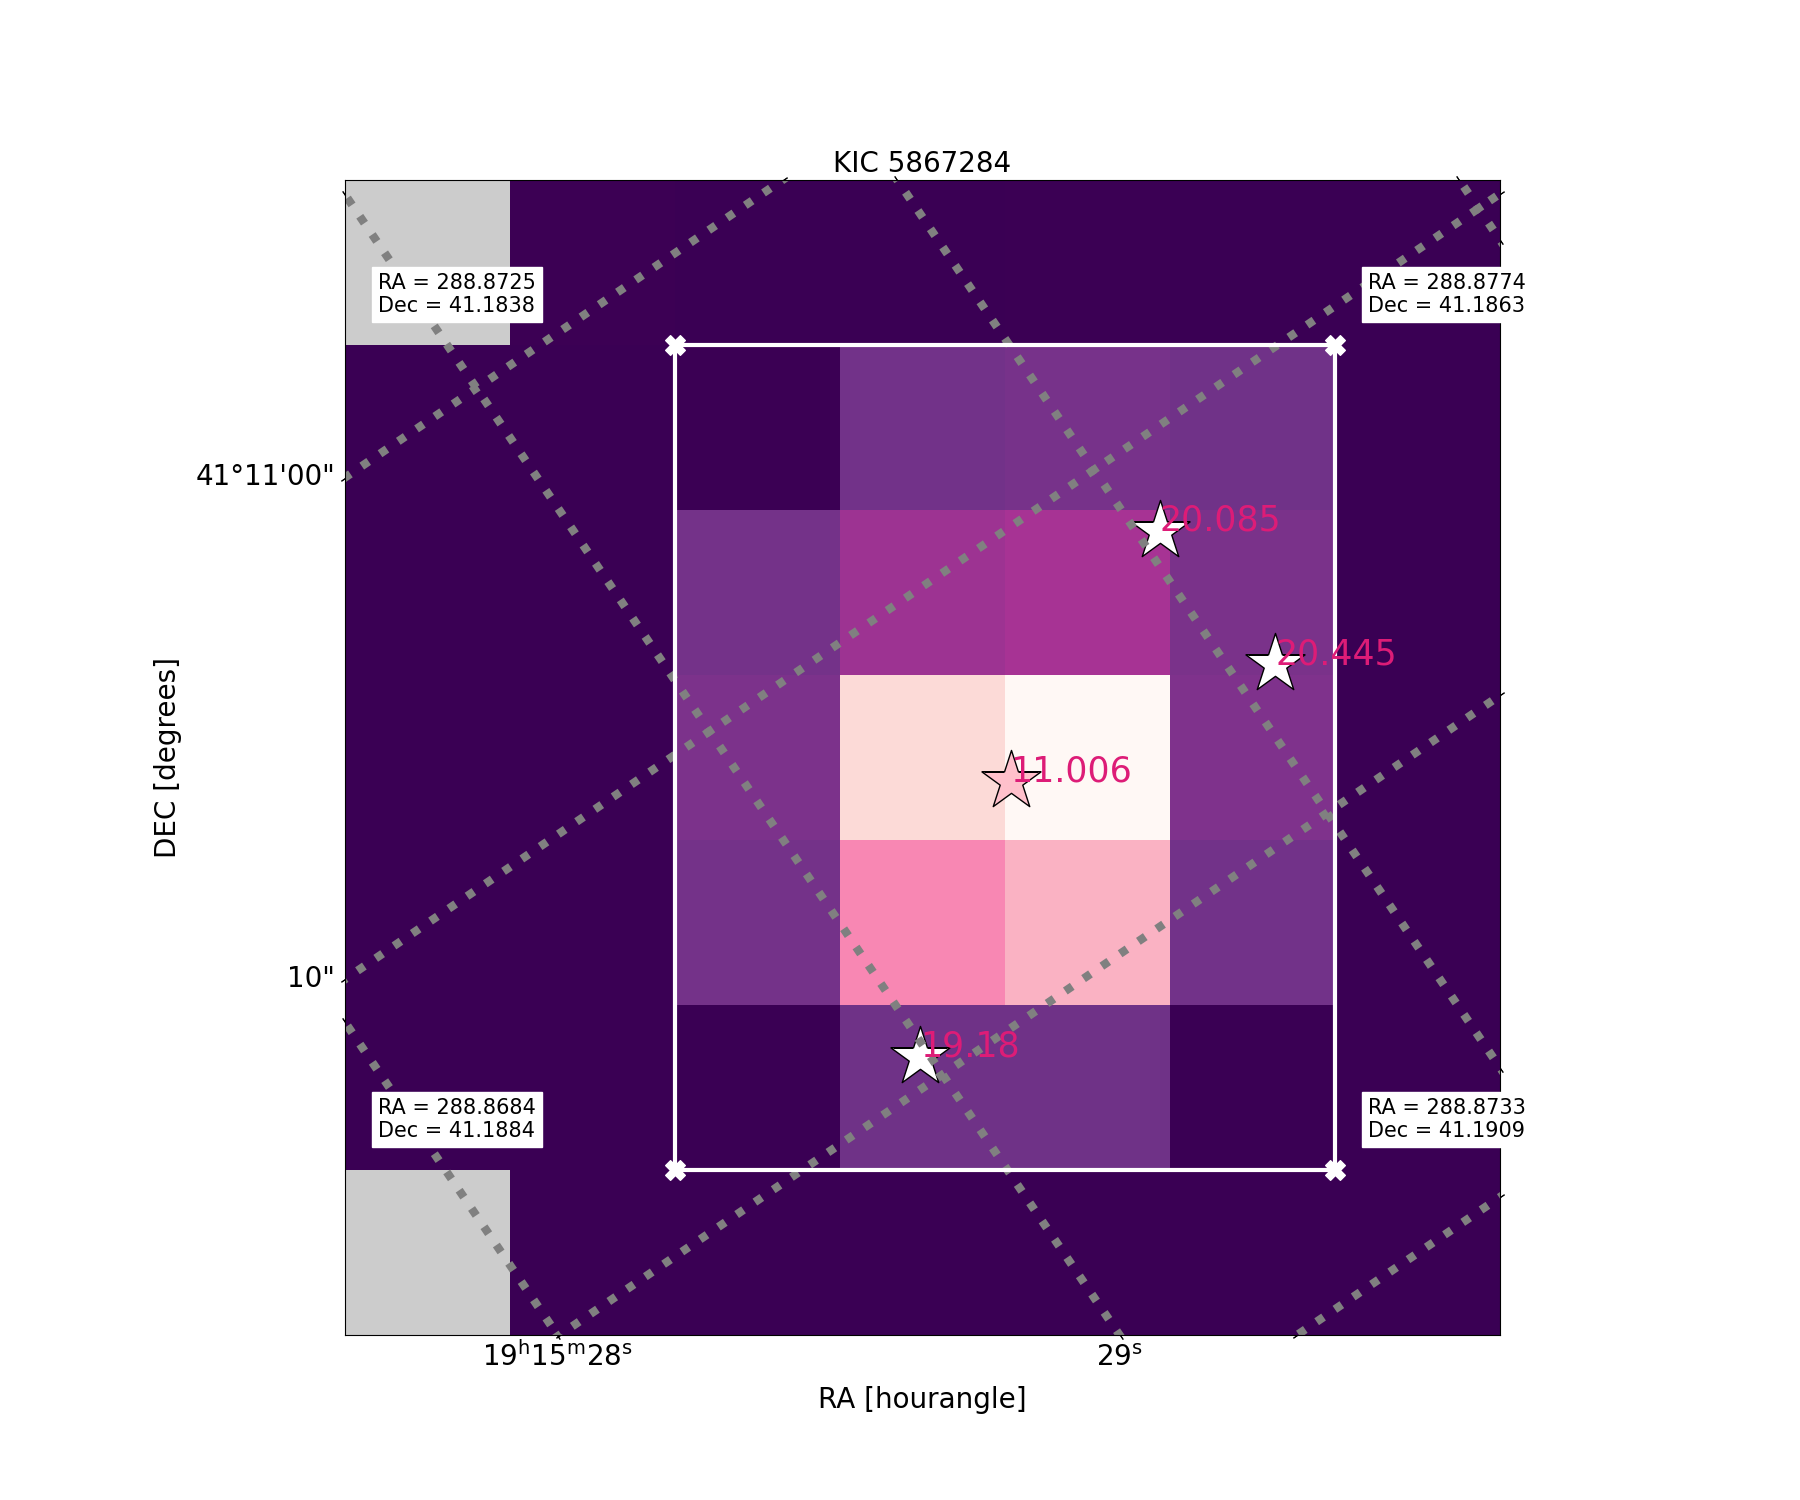 KIC 5867284
RA = 288.8725
Dec = 41.1838
RA = 288.8774
Dec = 41.1863
41°11'00"
20.085
20.445
11.006
10"
19.18
RA = 288.8684
Dec = 41.1884
RA = 288.8733
Dec = 41.1909
19ʰ15ᵐ28ˢ
29ˢ
RA [hourangle]
DEC [degrees]